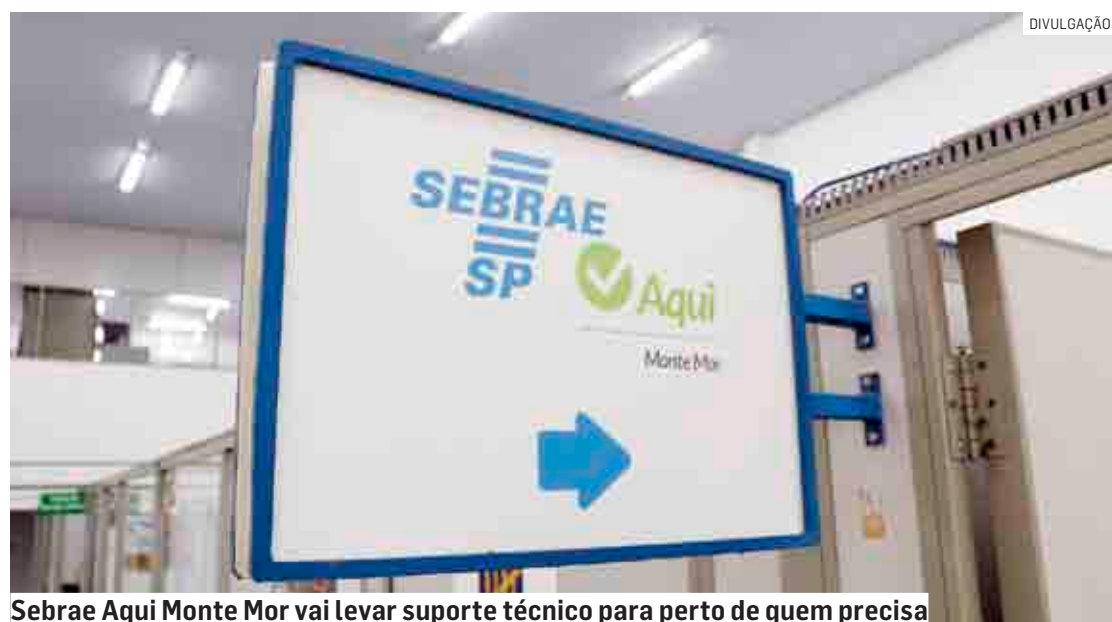 DIVULGAÇÃO
SEBRAE
SP
Aqui
Monte Mor
Sebrae Aqui Monte Mor vai levar suporte técnico para perto de quem precisa